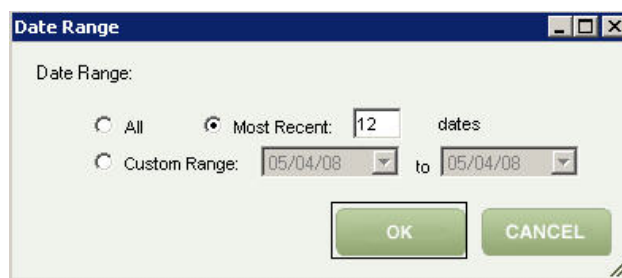 Date Range
Date Range:
All Most Recent: 12 dates
Custom Range: 05/04/08 to 05/04/08
OK CANCEL